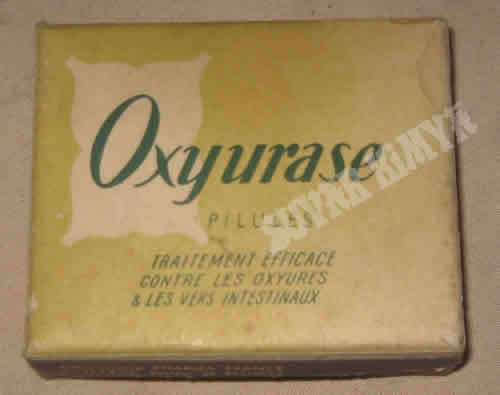 Oxyurase
PILULES
TRAITEMENT EFFICACE
CONTRE LES OXYURES
& LES VERS INTESTINAUX